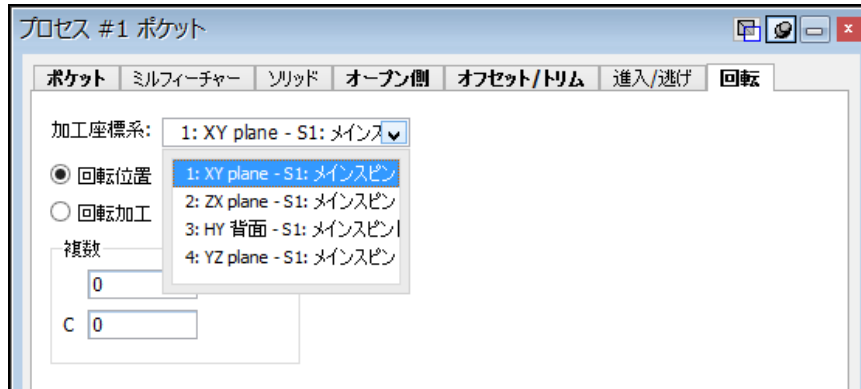 プロセス #1 ポケット
ポケット ミルフィーチャー ソリッド オープン側 オフセット/トリム 進入/逃げ 回転
加工座標系: 1: XY plane - S1: メインス
回転位置
1: XY plane - S1: メインスピン
2: ZX plane - S1: メインスピン
回転加工
3: HY 背面 - S1: メインスピン
複数
4: YZ plane - S1: メインスピン
0
C 0